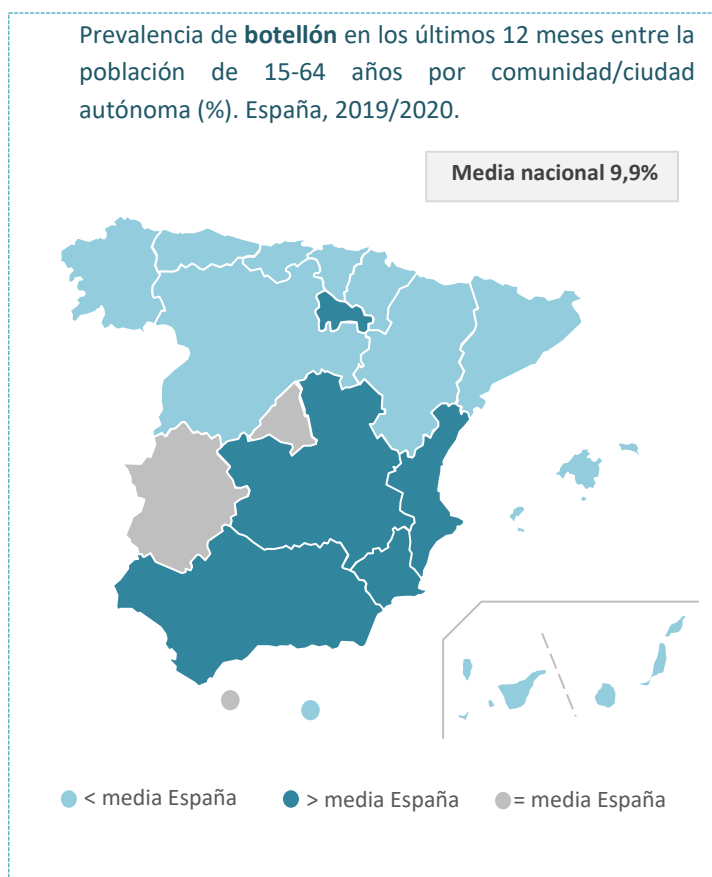 Prevalencia de botellón en los últimos 12 meses entre la
población de 15-64 años por comunidad/ciudad
autónoma (%). España, 2019/2020.
Media nacional 9,9%
< media España
> media España
= media España